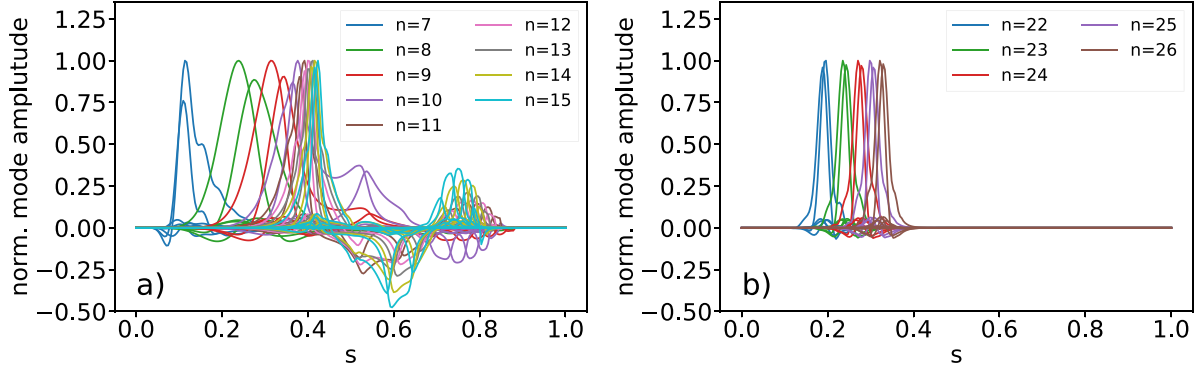 norm. mode amplutude
1.25
1.00
0.75
0.50
0.25
0.00
−0.25
−0.50
n=7
n=8
n=9
n=10
n=11
n=12
n=13
n=14
n=15
a)
0.0 0.2 0.4 0.6 0.8 1.0
s
norm. mode amplutude
1.25
1.00
0.75
0.50
0.25
0.00
−0.25
−0.50
n=22
n=23
n=24
n=25
n=26
b)
0.0 0.2 0.4 0.6 0.8 1.0
s